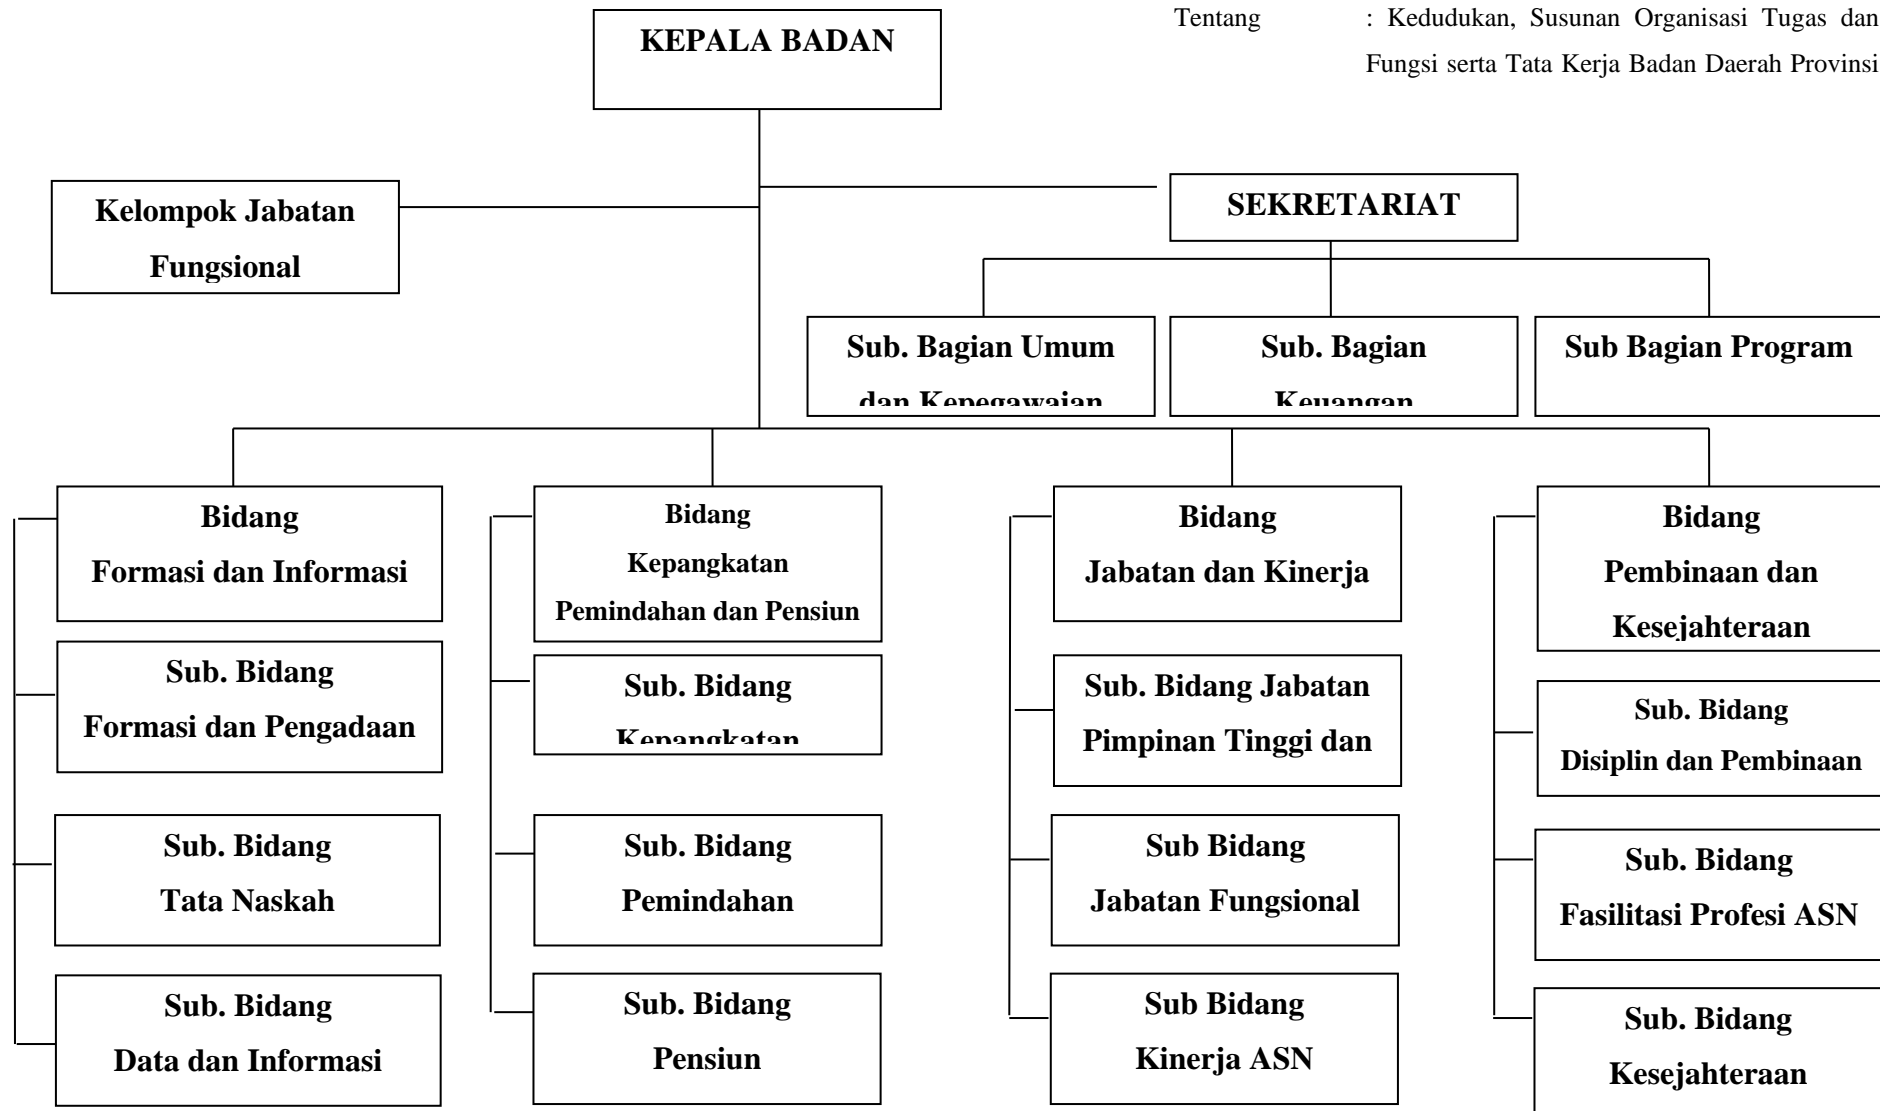 KEPALA BADAN
Tentang : Kedudukan, Susunan Organisasi Tugas dan
Fungsi serta Tata Kerja Badan Daerah Provinsi
Kelompok Jabatan
Fungsional
SEKRETARIAT
Sub. Bagian Umum
dan Kepegawaian
Sub. Bagian
Keuangan
Sub Bagian Program
Bidang
Formasi dan Informasi
Bidang
Kepangkatan
Pemindahan dan Pensiun
Bidang
Jabatan dan Kinerja
Bidang
Pembinaan dan
Kesejahteraan
Sub. Bidang
Formasi dan Pengadaan
Sub. Bidang
Kepangkatan
Sub. Bidang Jabatan
Pimpinan Tinggi dan
Sub. Bidang
Disiplin dan Pembinaan
Sub. Bidang
Tata Naskah
Sub. Bidang
Pemindahan
Sub Bidang
Jabatan Fungsional
Sub. Bidang
Fasilitasi Profesi ASN
Sub. Bidang
Data dan Informasi
Sub. Bidang
Pensiun
Sub Bidang
Kinerja ASN
Sub. Bidang
Kesejahteraan